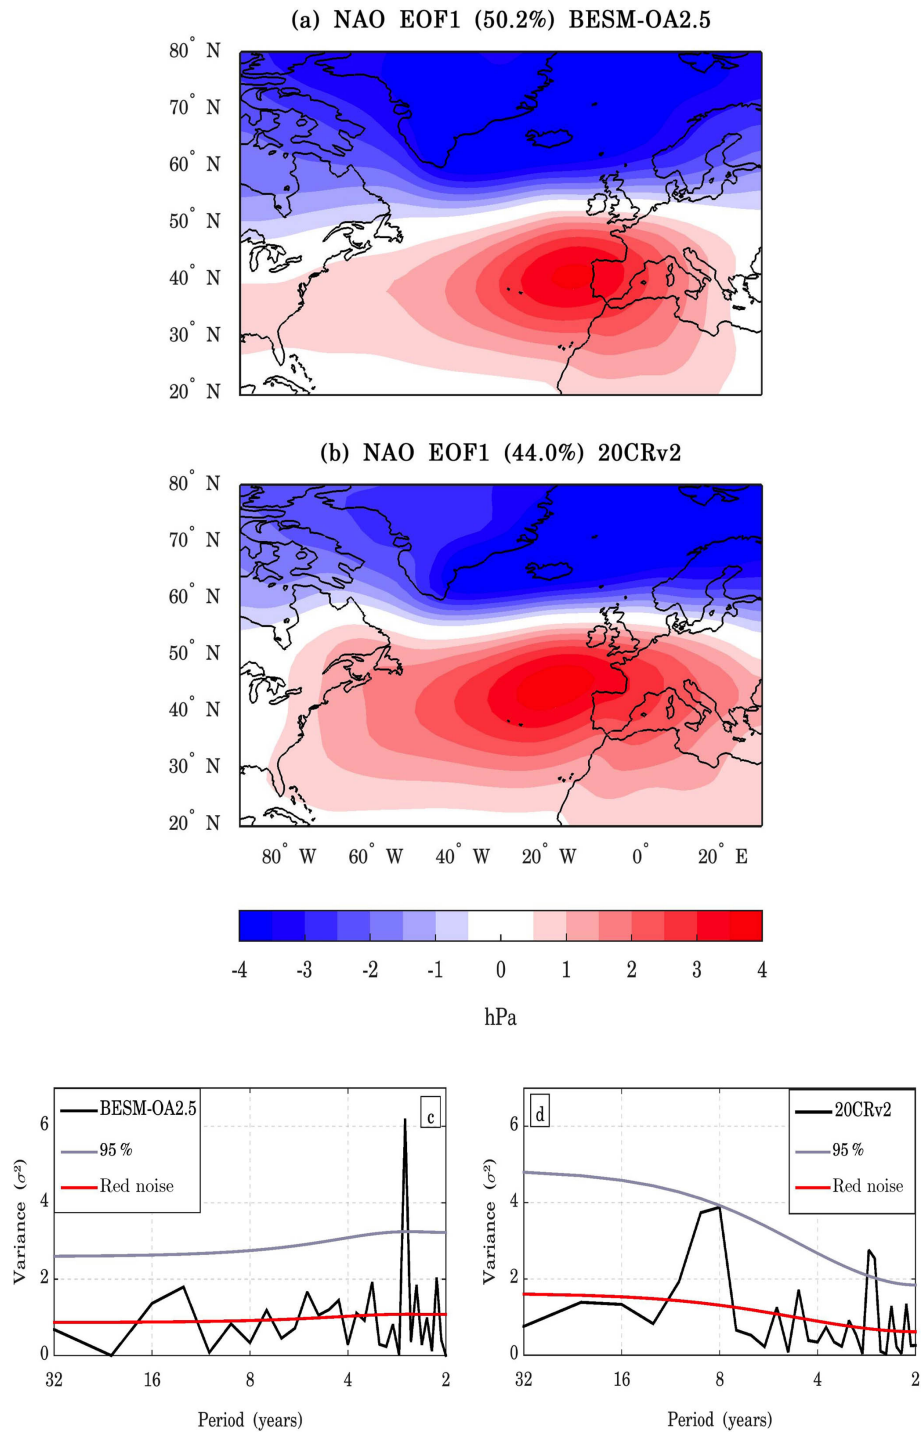 (a) NAO EOF1 (50.2%) BESM-OA2.5
80° N
70° N
60° N
50° N
40° N
30° N
20° N
(b) NAO EOF1 (44.0%) 20CRv2
80° N
70° N
60° N
50° N
40° N
30° N
20° N
80° W 60° W 40° W 20° W 0° 20° E
-4 -3 -2 -1 0 1 2 3 4
hPa
BESM-OA2.5
95 %
Red noise
c
Variance (σ²)
6
4
2
0
32 16 8 4 2
Period (years)
d
20CRv2
95 %
Red noise
Variance (σ²)
6
4
2
0
32 16 8 4 2
Period (years)